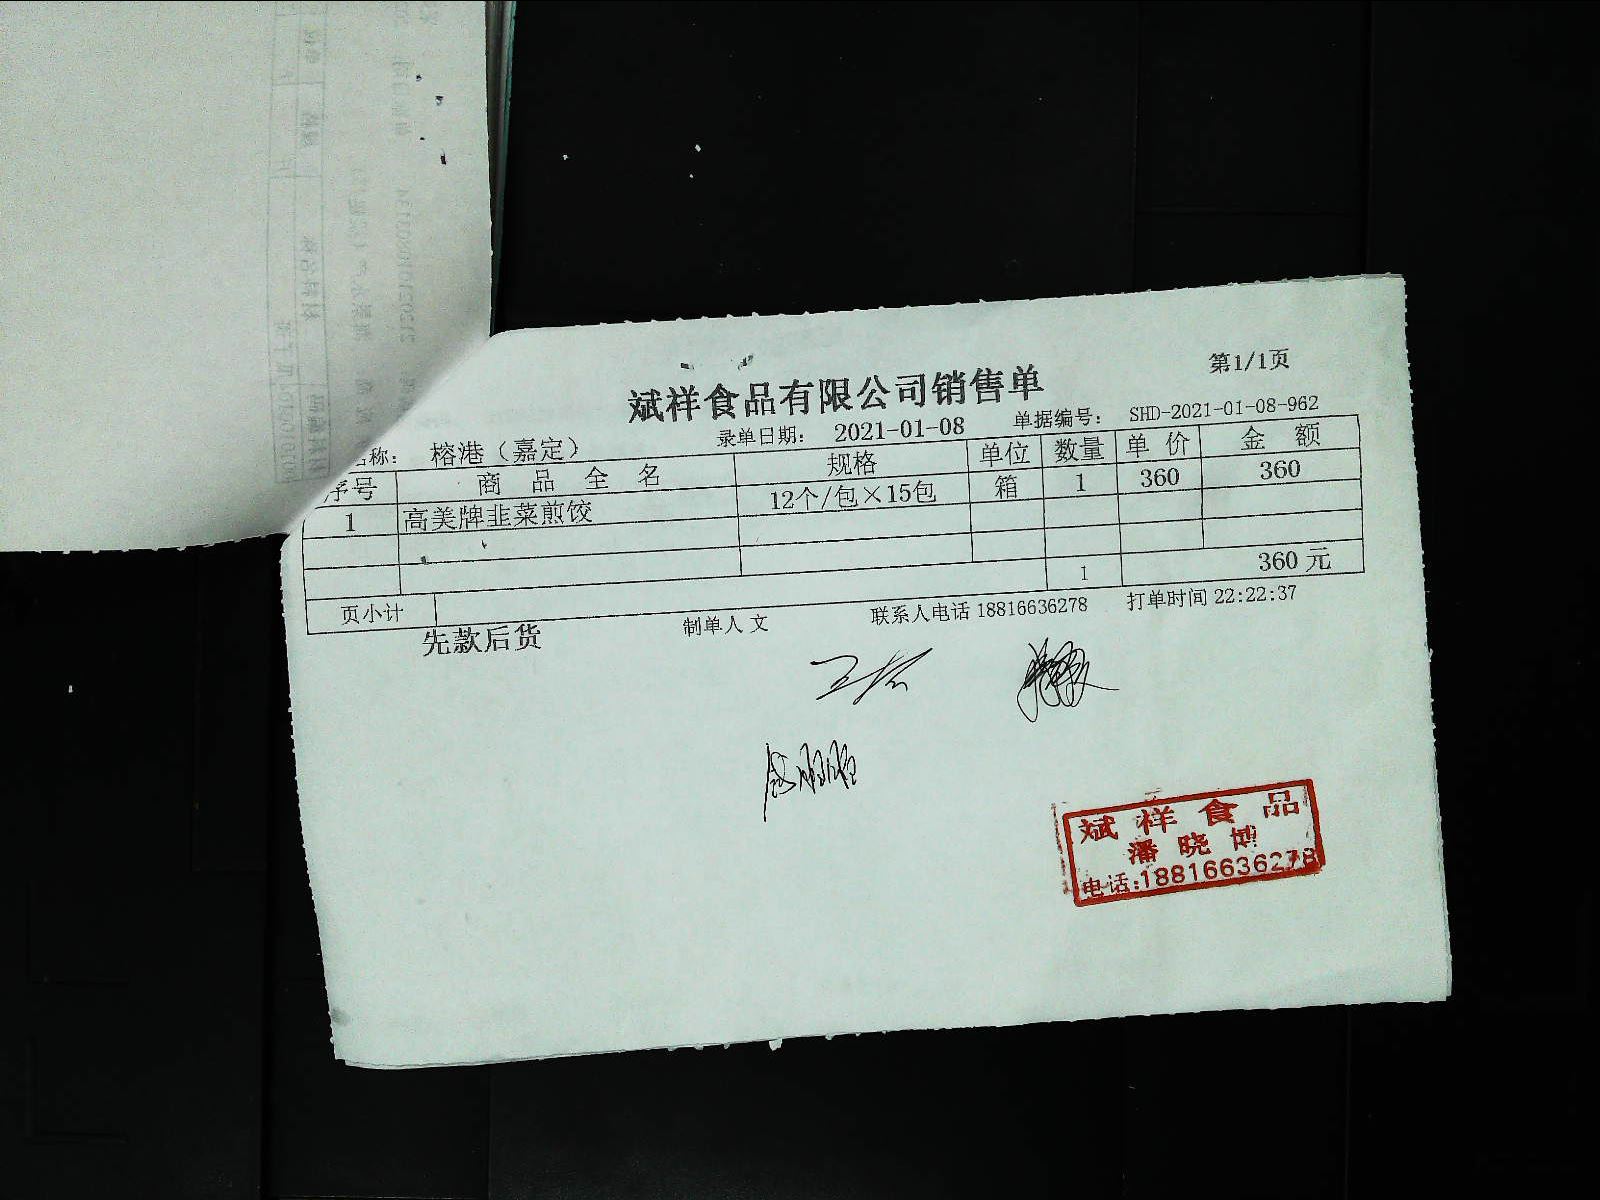 第1/1页
斌祥食品有限公司销售单
录单日期： 2021-01-08 单据编号： SHD-2021-01-08-962
名称： 榕港（嘉定）
序号 商品全名 规格 单位 数量 单价 金额
1 高美牌韭菜煎饺 12个/包×15包 箱 1 360 360
页小计 1 360 元
先款后货 制单人 文 联系人电话 18816636278 打单时间 22:22:37
斌祥食品
潘晓博
电话:18816636278